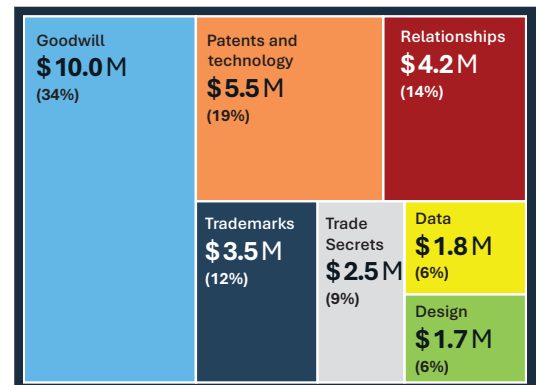 Goodwill
$10.0M
(34%)
Patents and
technology
$5.5M
(19%)
Relationships
$4.2M
(14%)
Trademarks
$3.5M
(12%)
Trade
Secrets
$2.5M
(9%)
Data
$1.8M
(6%)
Design
$1.7M
(6%)